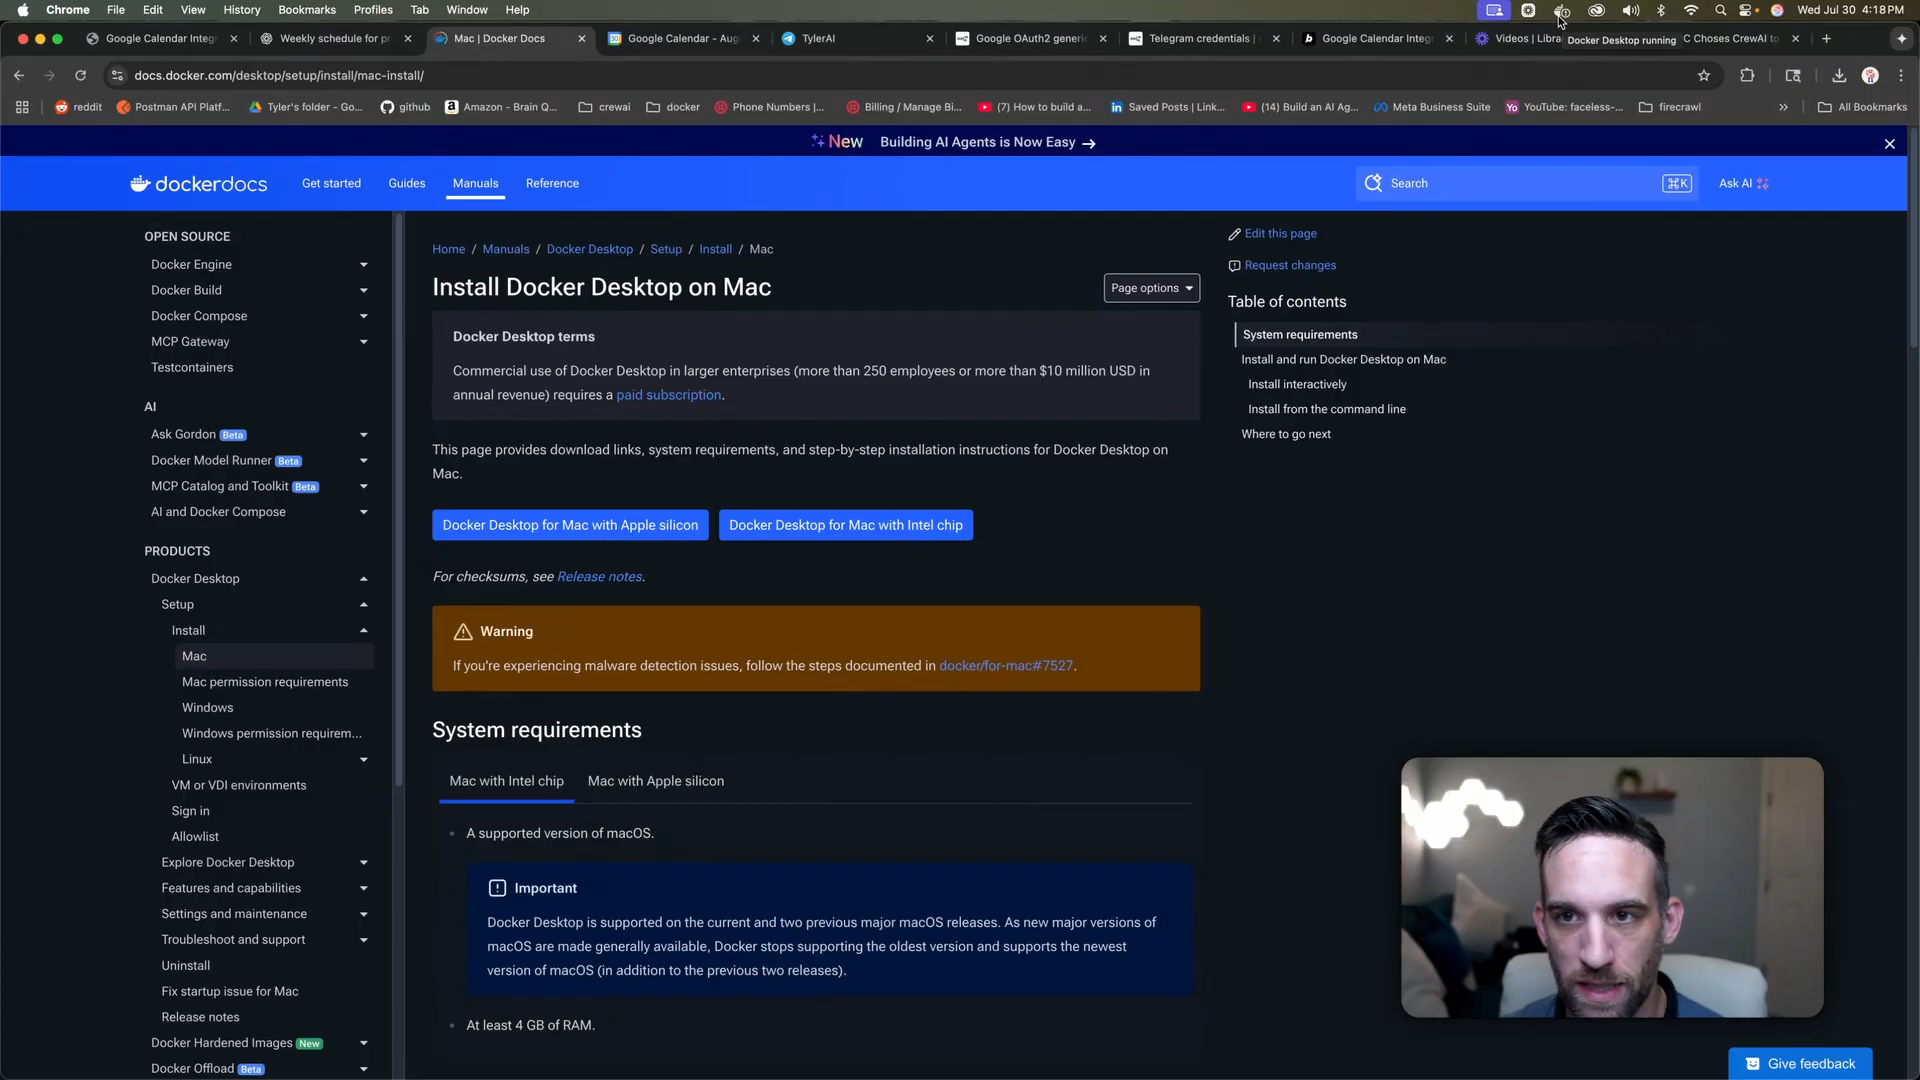 Chrome File Edit View History Bookmarks Profiles Tab Window Help Wed Jul 30 4:18 PM
Google Calendar Integ Weekly schedule for pr Mac | Docker Docs Google Calendar - Aug TylerAI Google OAuth2 generi Telegram credentials | Google Calendar Integ Videos | Libra C Choses CrewAI to
Docker Desktop running
docs.docker.com/desktop/setup/install/mac-install/
reddit Postman API Platf... Tyler's folder - Go... github Amazon - Brain Q... crewai docker Phone Numbers |... Billing / Manage Bi... (7) How to build a... Saved Posts | Link... (14) Build an AI Ag... Meta Business Suite YouTube: faceless-... firecrawl » All Bookmarks
New Building AI Agents is Now Easy →
dockerdocs Get started Guides Manuals Reference Search ⌘K Ask AI
OPEN SOURCE
Docker Engine
Docker Build
Docker Compose
MCP Gateway
Testcontainers
AI
Ask Gordon Beta
Docker Model Runner Beta
MCP Catalog and Toolkit Beta
AI and Docker Compose
PRODUCTS
Docker Desktop
Setup
Install
Mac
Mac permission requirements
Windows
Windows permission requirem...
Linux
VM or VDI environments
Sign in
Allowlist
Explore Docker Desktop
Features and capabilities
Settings and maintenance
Troubleshoot and support
Uninstall
Fix startup issue for Mac
Release notes
Docker Hardened Images New
Docker Offload Beta
Home / Manuals / Docker Desktop / Setup / Install / Mac
Install Docker Desktop on Mac
Page options
Docker Desktop terms
Commercial use of Docker Desktop in larger enterprises (more than 250 employees or more than $10 million USD in
annual revenue) requires a paid subscription.
This page provides download links, system requirements, and step-by-step installation instructions for Docker Desktop on
Mac.
Docker Desktop for Mac with Apple silicon Docker Desktop for Mac with Intel chip
For checksums, see Release notes.
Warning
If you're experiencing malware detection issues, follow the steps documented in docker/for-mac#7527.
System requirements
Mac with Intel chip Mac with Apple silicon
A supported version of macOS.
Important
Docker Desktop is supported on the current and two previous major macOS releases. As new major versions of
macOS are made generally available, Docker stops supporting the oldest version and supports the newest
version of macOS (in addition to the previous two releases).
At least 4 GB of RAM.
Edit this page
Request changes
Table of contents
System requirements
Install and run Docker Desktop on Mac
Install interactively
Install from the command line
Where to go next
Give feedback